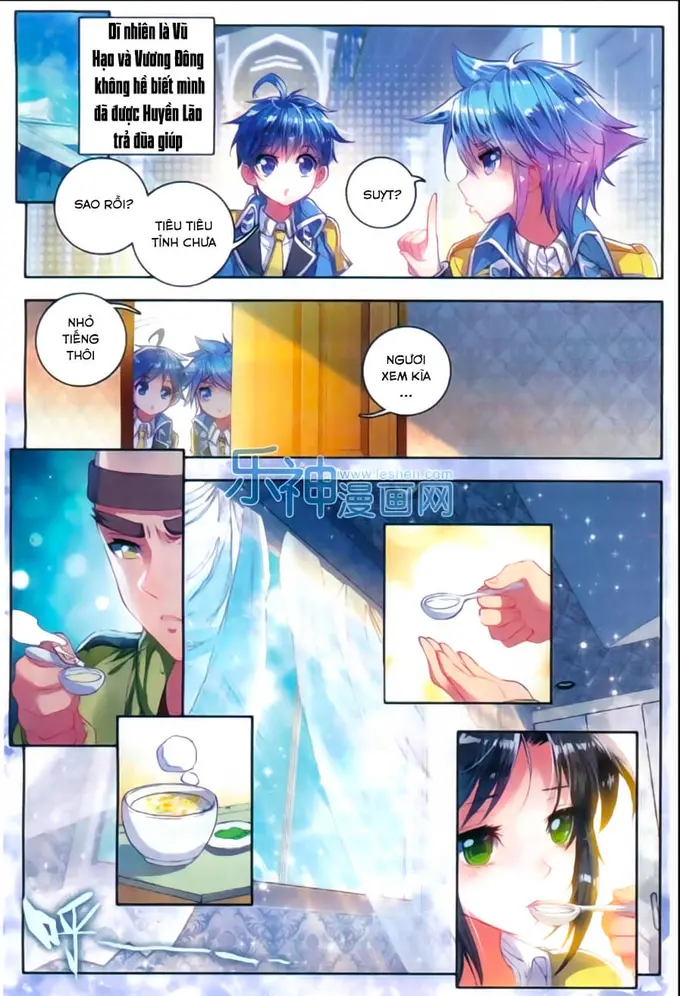 Dĩ nhiên là Vũ
Hạo và Vương Đông
không hề biết mình
đã được Huyền Lão
trả đũa giúp
SAO RỒI?
TIÊU TIÊU
TỈNH CHƯA
SUỴT?
NHỎ
TIẾNG
THÔI
NGƯƠI
XEM KÌA
...
www.leshen.com
乐神漫画网
呼